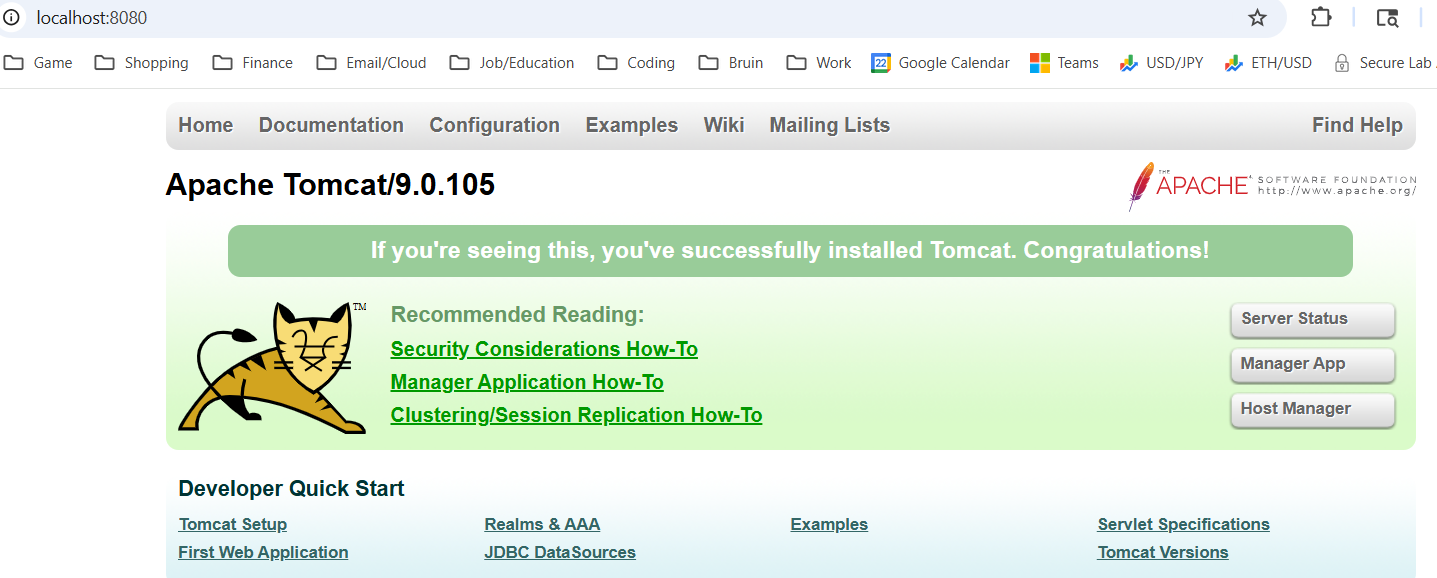 localhost:8080
Game Shopping Finance Email/Cloud Job/Education Coding Bruin Work 22 Google Calendar Teams USD/JPY ETH/USD Secure Lab
Home Documentation Configuration Examples Wiki Mailing Lists Find Help
Apache Tomcat/9.0.105
THE APACHE SOFTWARE FOUNDATION
http://www.apache.org/
If you're seeing this, you've successfully installed Tomcat. Congratulations!
TM
Recommended Reading:
Security Considerations How-To
Manager Application How-To
Clustering/Session Replication How-To
Server Status
Manager App
Host Manager
Developer Quick Start
Tomcat Setup
First Web Application
Realms & AAA
JDBC DataSources
Examples
Servlet Specifications
Tomcat Versions